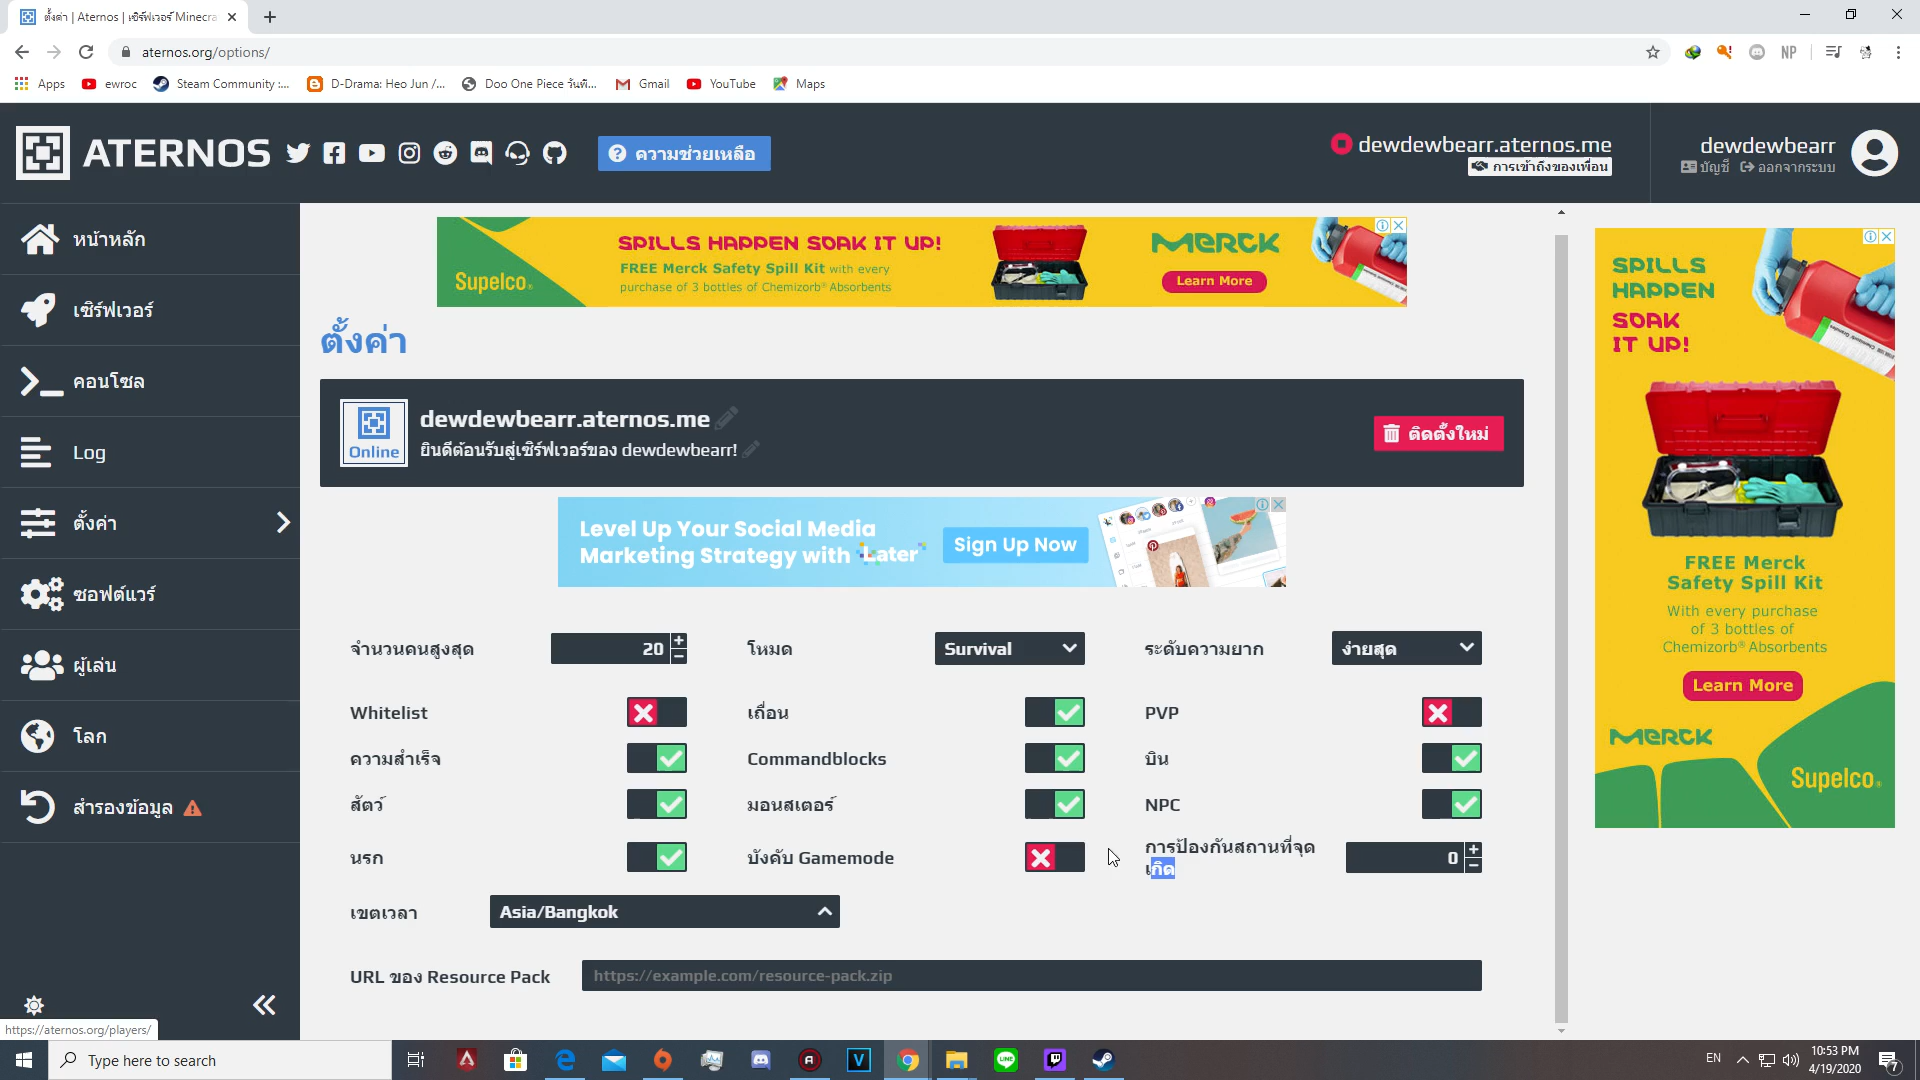 ตั้งค่า | Aternos | เซิร์ฟเวอร์ Minecra
aternos.org/options/
NP
Apps
ewroc
Steam Community :...
D-Drama: Heo Jun /...
Doo One Piece วันพี...
Gmail
YouTube
Maps
ATERNOS
ความช่วยเหลือ
dewdewbearr.aternos.me
การเข้าถึงของเพื่อน
dewdewbearr
บัญชี
ออกจากระบบ
หน้าหลัก
เซิร์ฟเวอร์
คอนโซล
Log
ตั้งค่า
ซอฟต์แวร์
ผู้เล่น
โลก
สำรองข้อมูล
https://aternos.org/players/
Supelco
SPILLS HAPPEN SOAK IT UP!
FREE Merck Safety Spill Kit with every
purchase of 3 bottles of Chemizorb® Absorbents
MERCK
Learn More
ตั้งค่า
Online
dewdewbearr.aternos.me
ยินดีต้อนรับสู่เซิร์ฟเวอร์ของ dewdewbearr!
ติดตั้งใหม่
Level Up Your Social Media
Marketing Strategy with Later
Sign Up Now
จำนวนคนสูงสุด 20
โหมด Survival
ระดับความยาก ง่ายสุด
Whitelist
เถื่อน
PVP
ความสำเร็จ
Commandblocks
บิน
สัตว์
มอนสเตอร์
NPC
นรก
บังคับ Gamemode
การป้องกันสถานที่จุด
เกิด
0
เขตเวลา Asia/Bangkok
URL ของ Resource Pack https://example.com/resource-pack.zip
SPILLS
HAPPEN
SOAK
IT UP!
FREE Merck
Safety Spill Kit
With every purchase
of 3 bottles of
Chemizorb® Absorbents
Learn More
MERCK
Supelco
Type here to search
EN
10:53 PM
4/19/2020
7